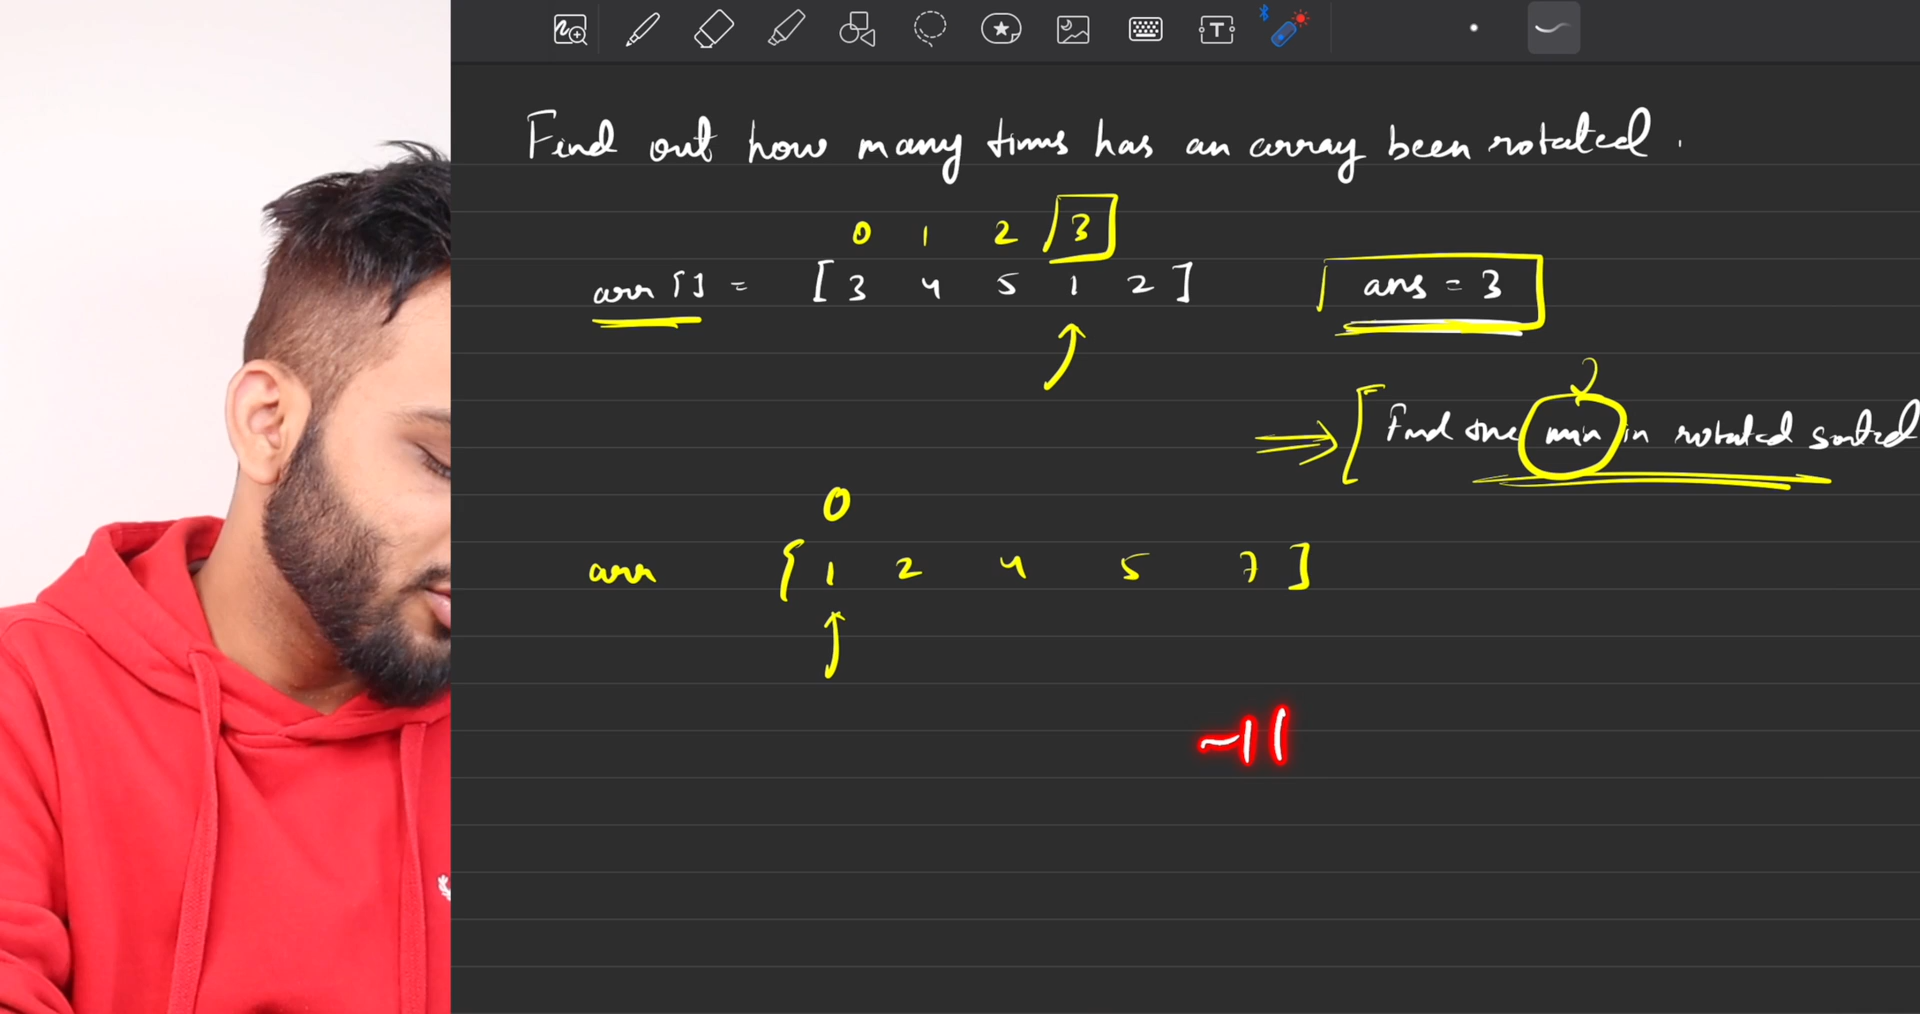 T
Find out how many times has an array been rotated.
0 1 2 3
arr [] = [ 3 4 5 1 2 ] ans = 3
Find the min in rotated sorted
0
arr [ 1 2 4 5 7 ]